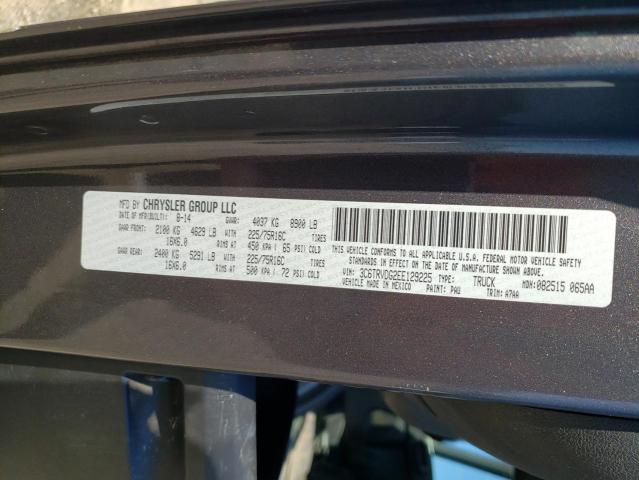 MFD BY CHRYSLER GROUP LLC
DATE OF MFR(BUILT): 8-14 GVWR: 4037 KG 8900 LB
GAWR FRONT: 2100 KG 4629 LB WITH 225/75R16C TIRES
16X6.0 RIMS AT 450 KPA( 65 PSI) COLD
GAWR REAR: 2400 KG 5291 LB WITH 225/75R16C TIRES
16X6.0 RIMS AT 500 KPA ( 72 PSI) COLD
THIS VEHICLE CONFORMS TO ALL APPLICABLE U.S.A. FEDERAL MOTOR VEHICLE SAFETY
STANDARDS IN EFFECT ON THE DATE OF MANUFACTURE SHOWN ABOVE.
VIN: 3C6TRVDG2EE129225 TYPE: TRUCK MDH: 082515 065AA
VEHICLE MADE IN MEXICO PAINT: PAU TRIM: A7AA